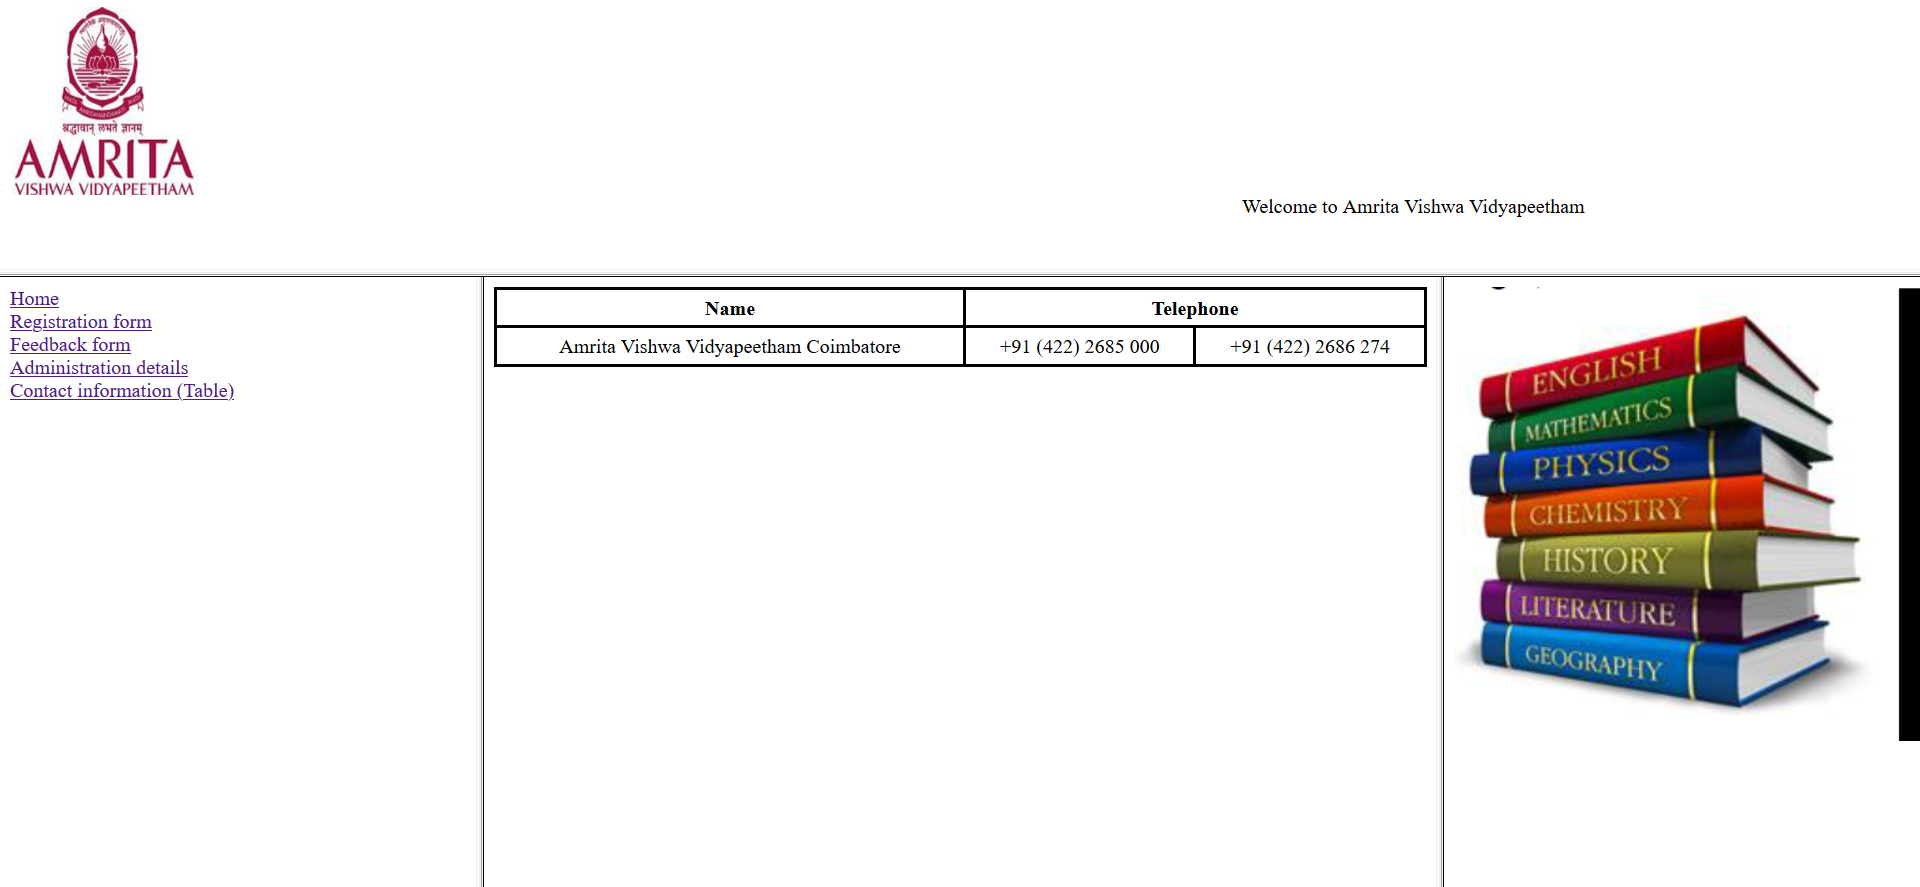 श्रद्धावान् लभते ज्ञानम्
AMRITA
VISHWA VIDYAPEETHAM
Welcome to Amrita Vishwa Vidyapeetham
Home
Registration form
Feedback form
Administration details
Contact information (Table)
Name Telephone
Amrita Vishwa Vidyapeetham Coimbatore +91 (422) 2685 000 +91 (422) 2686 274
ENGLISH
MATHEMATICS
PHYSICS
CHEMISTRY
HISTORY
LITERATURE
GEOGRAPHY